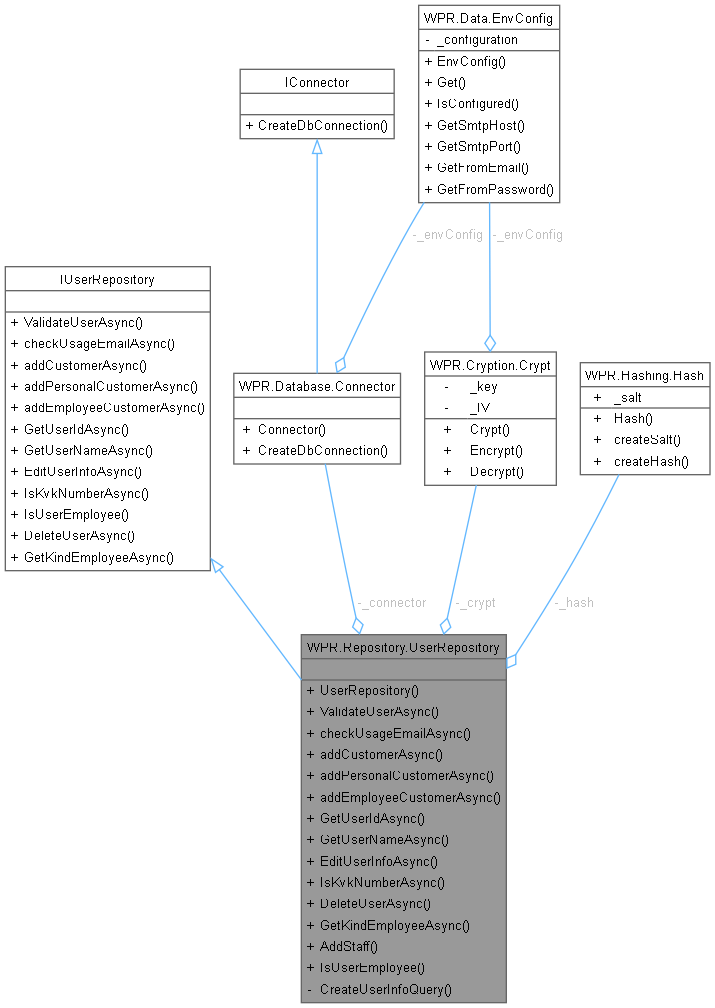 WPR.Data.EnvConfig
- _configuration
+ EnvConfig()
+ Get()
+ IsConfigured()
+ GetSmtpHost()
+ GetSmtpPort()
+ GetFromEmail()
+ GetFromPassword()
IConnector
+ CreateDbConnection()
-_envConfig
-_envConfig
IUserRepository
+ ValidateUserAsync()
+ checkUsageEmailAsync()
+ addCustomerAsync()
+ addPersonalCustomerAsync()
+ addEmployeeCustomerAsync()
+ GetUserIdAsync()
+ GetUserNameAsync()
+ EditUserInfoAsync()
+ IsKvkNumberAsync()
+ IsUserEmployee()
+ DeleteUserAsync()
+ GetKindEmployeeAsync()
WPR.Database.Connector
+ Connector()
+ CreateDbConnection()
WPR.Cryption.Crypt
- _key
- _IV
+ Crypt()
+ Encrypt()
+ Decrypt()
WPR.Hashing.Hash
+ _salt
+ Hash()
+ createSalt()
+ createHash()
-_connector
-_crypt
-_hash
WPR.Repository.UserRepository
+ UserRepository()
+ ValidateUserAsync()
+ checkUsageEmailAsync()
+ addCustomerAsync()
+ addPersonalCustomerAsync()
+ addEmployeeCustomerAsync()
+ GetUserIdAsync()
+ GetUserNameAsync()
+ EditUserInfoAsync()
+ IsKvkNumberAsync()
+ DeleteUserAsync()
+ GetKindEmployeeAsync()
+ AddStaff()
+ IsUserEmployee()
- CreateUserInfoQuery()